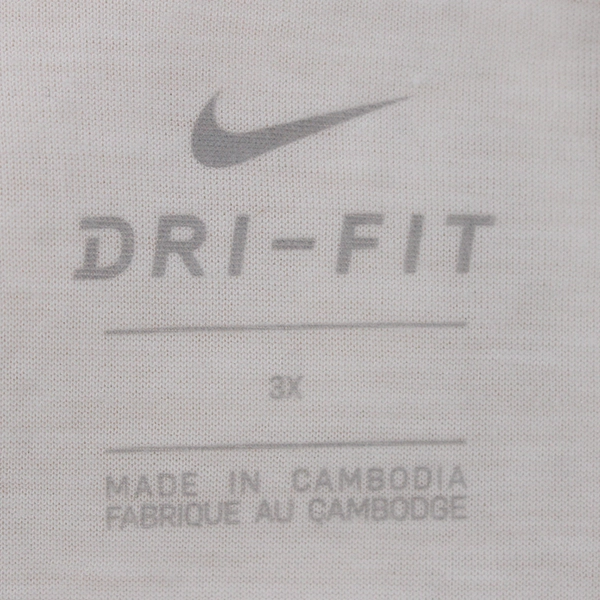 DRI-FIT
3X
MADE IN CAMBODIA
FABRIQUE AU CAMBODGE